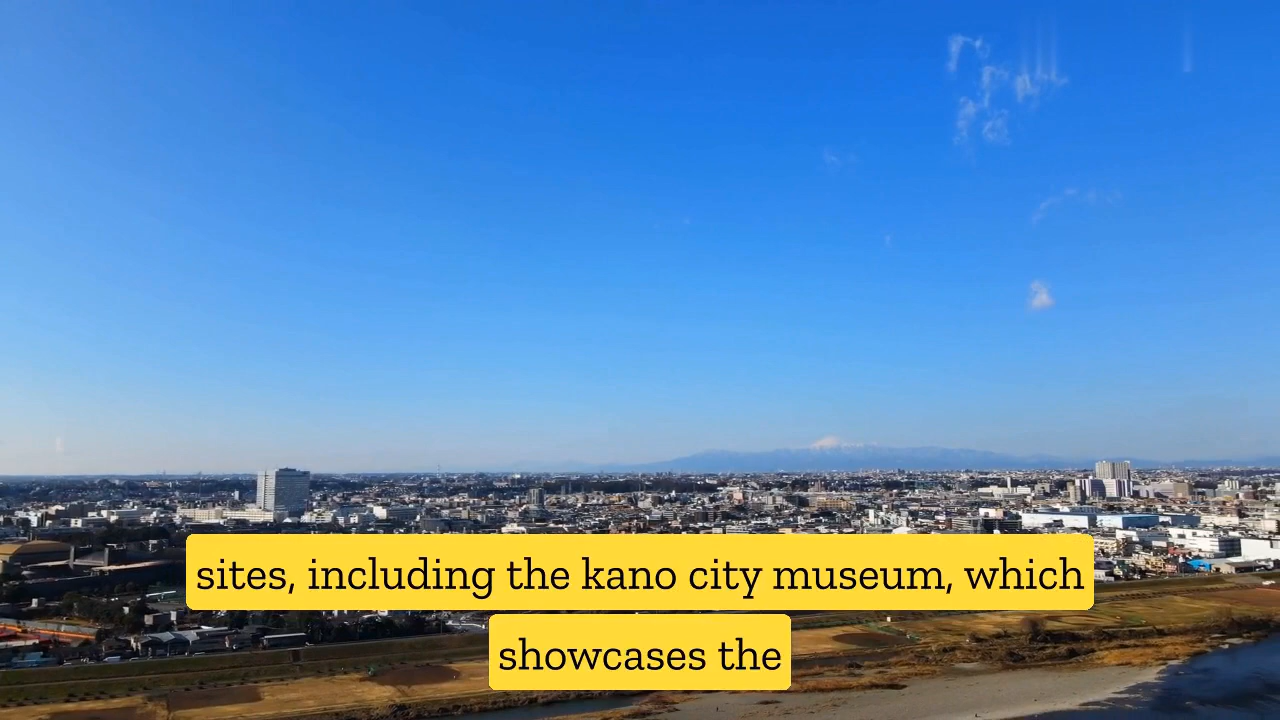 sites, including the kano city museum, which
showcases the